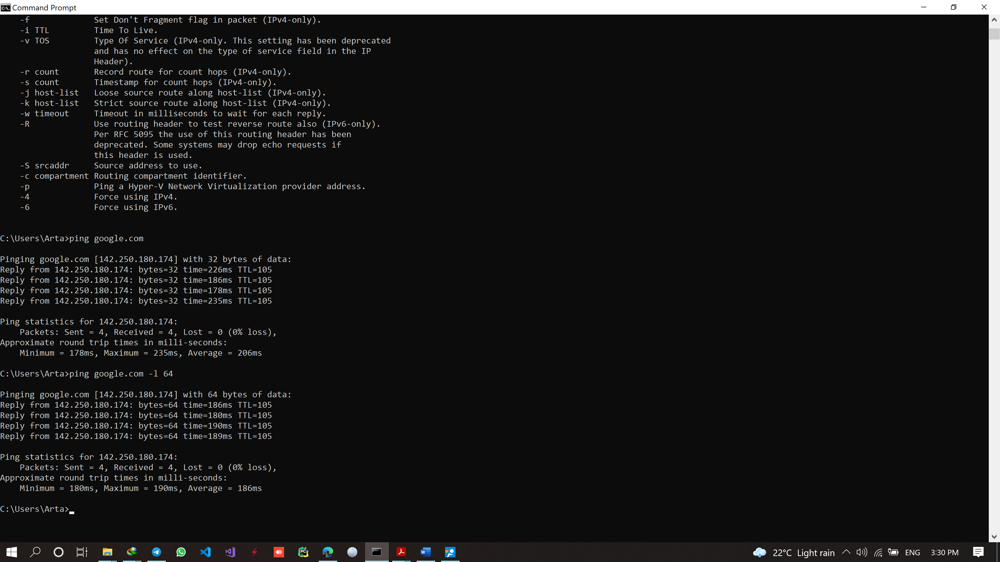 Command Prompt
    -f             Set Don't Fragment flag in packet (IPv4-only).
    -i TTL         Time To Live.
    -v TOS         Type Of Service (IPv4-only. This setting has been deprecated
                   and has no effect on the type of service field in the IP
                   Header).
    -r count       Record route for count hops (IPv4-only).
    -s count       Timestamp for count hops (IPv4-only).
    -j host-list   Loose source route along host-list (IPv4-only).
    -k host-list   Strict source route along host-list (IPv4-only).
    -w timeout     Timeout in milliseconds to wait for each reply.
    -R             Use routing header to test reverse route also (IPv6-only).
                   Per RFC 5095 the use of this routing header has been
                   deprecated. Some systems may drop echo requests if
                   this header is used.
    -S srcaddr     Source address to use.
    -c compartment Routing compartment identifier.
    -p             Ping a Hyper-V Network Virtualization provider address.
    -4             Force using IPv4.
    -6             Force using IPv6.
C:\Users\Arta>ping google.com
Pinging google.com [142.250.180.174] with 32 bytes of data:
Reply from 142.250.180.174: bytes=32 time=226ms TTL=105
Reply from 142.250.180.174: bytes=32 time=186ms TTL=105
Reply from 142.250.180.174: bytes=32 time=178ms TTL=105
Reply from 142.250.180.174: bytes=32 time=235ms TTL=105
Ping statistics for 142.250.180.174:
    Packets: Sent = 4, Received = 4, Lost = 0 (0% loss),
Approximate round trip times in milli-seconds:
    Minimum = 178ms, Maximum = 235ms, Average = 206ms
C:\Users\Arta>ping google.com -l 64
Pinging google.com [142.250.180.174] with 64 bytes of data:
Reply from 142.250.180.174: bytes=64 time=186ms TTL=105
Reply from 142.250.180.174: bytes=64 time=180ms TTL=105
Reply from 142.250.180.174: bytes=64 time=190ms TTL=105
Reply from 142.250.180.174: bytes=64 time=189ms TTL=105
Ping statistics for 142.250.180.174:
    Packets: Sent = 4, Received = 4, Lost = 0 (0% loss),
Approximate round trip times in milli-seconds:
    Minimum = 180ms, Maximum = 190ms, Average = 186ms
C:\Users\Arta>
22°C Light rain ENG 3:30 PM